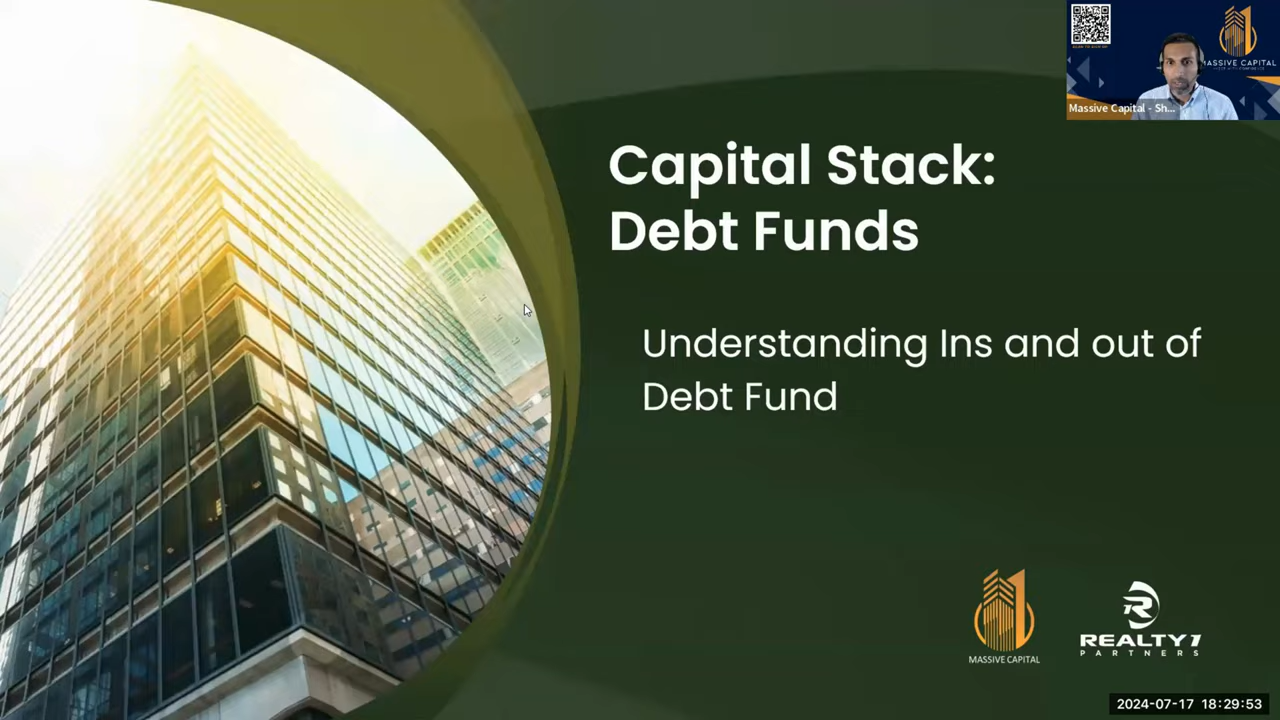 MASSIVE CAPITAL
Massive Capital - Sh...
Capital Stack:
Debt Funds
Understanding Ins and out of
Debt Fund
MASSIVE CAPITAL
REALTY1
PARTNERS
2024-07-17 18:29:53